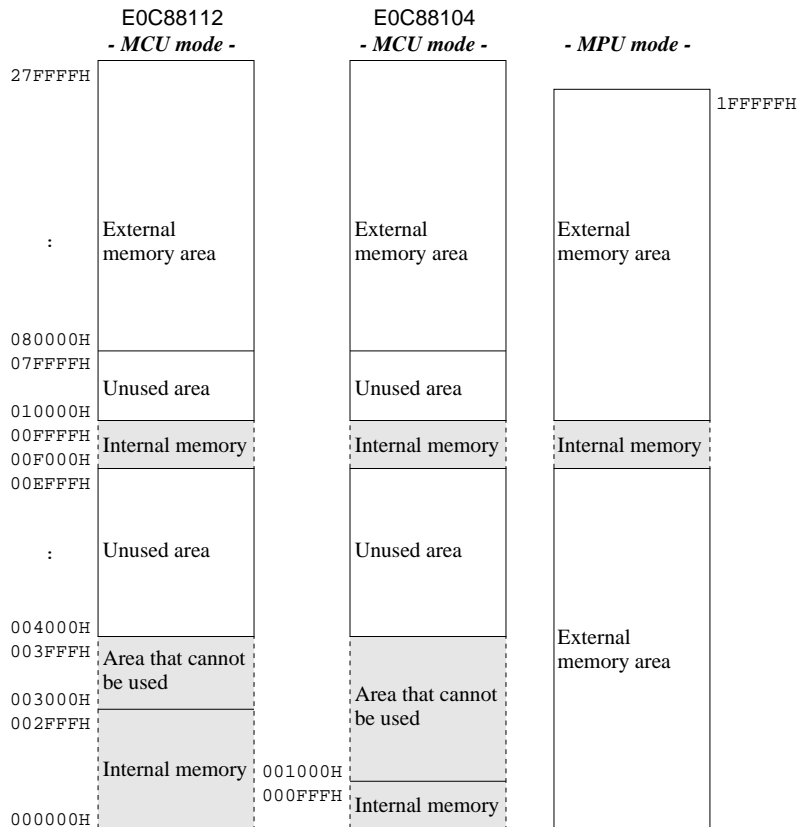 E0C88112 E0C88104
- MCU mode - - MCU mode - - MPU mode -
27FFFFH
1FFFFFH
External External External
: memory area memory area memory area
080000H
07FFFFH
Unused area Unused area
010000H
00FFFFH
Internal memory Internal memory Internal memory
00F000H
00EFFFH
: Unused area Unused area
004000H
003FFFH
External
Area that cannot memory area
be used
Area that cannot
003000H
be used
002FFFH
Internal memory 001000H
000FFFH
Internal memory
000000H